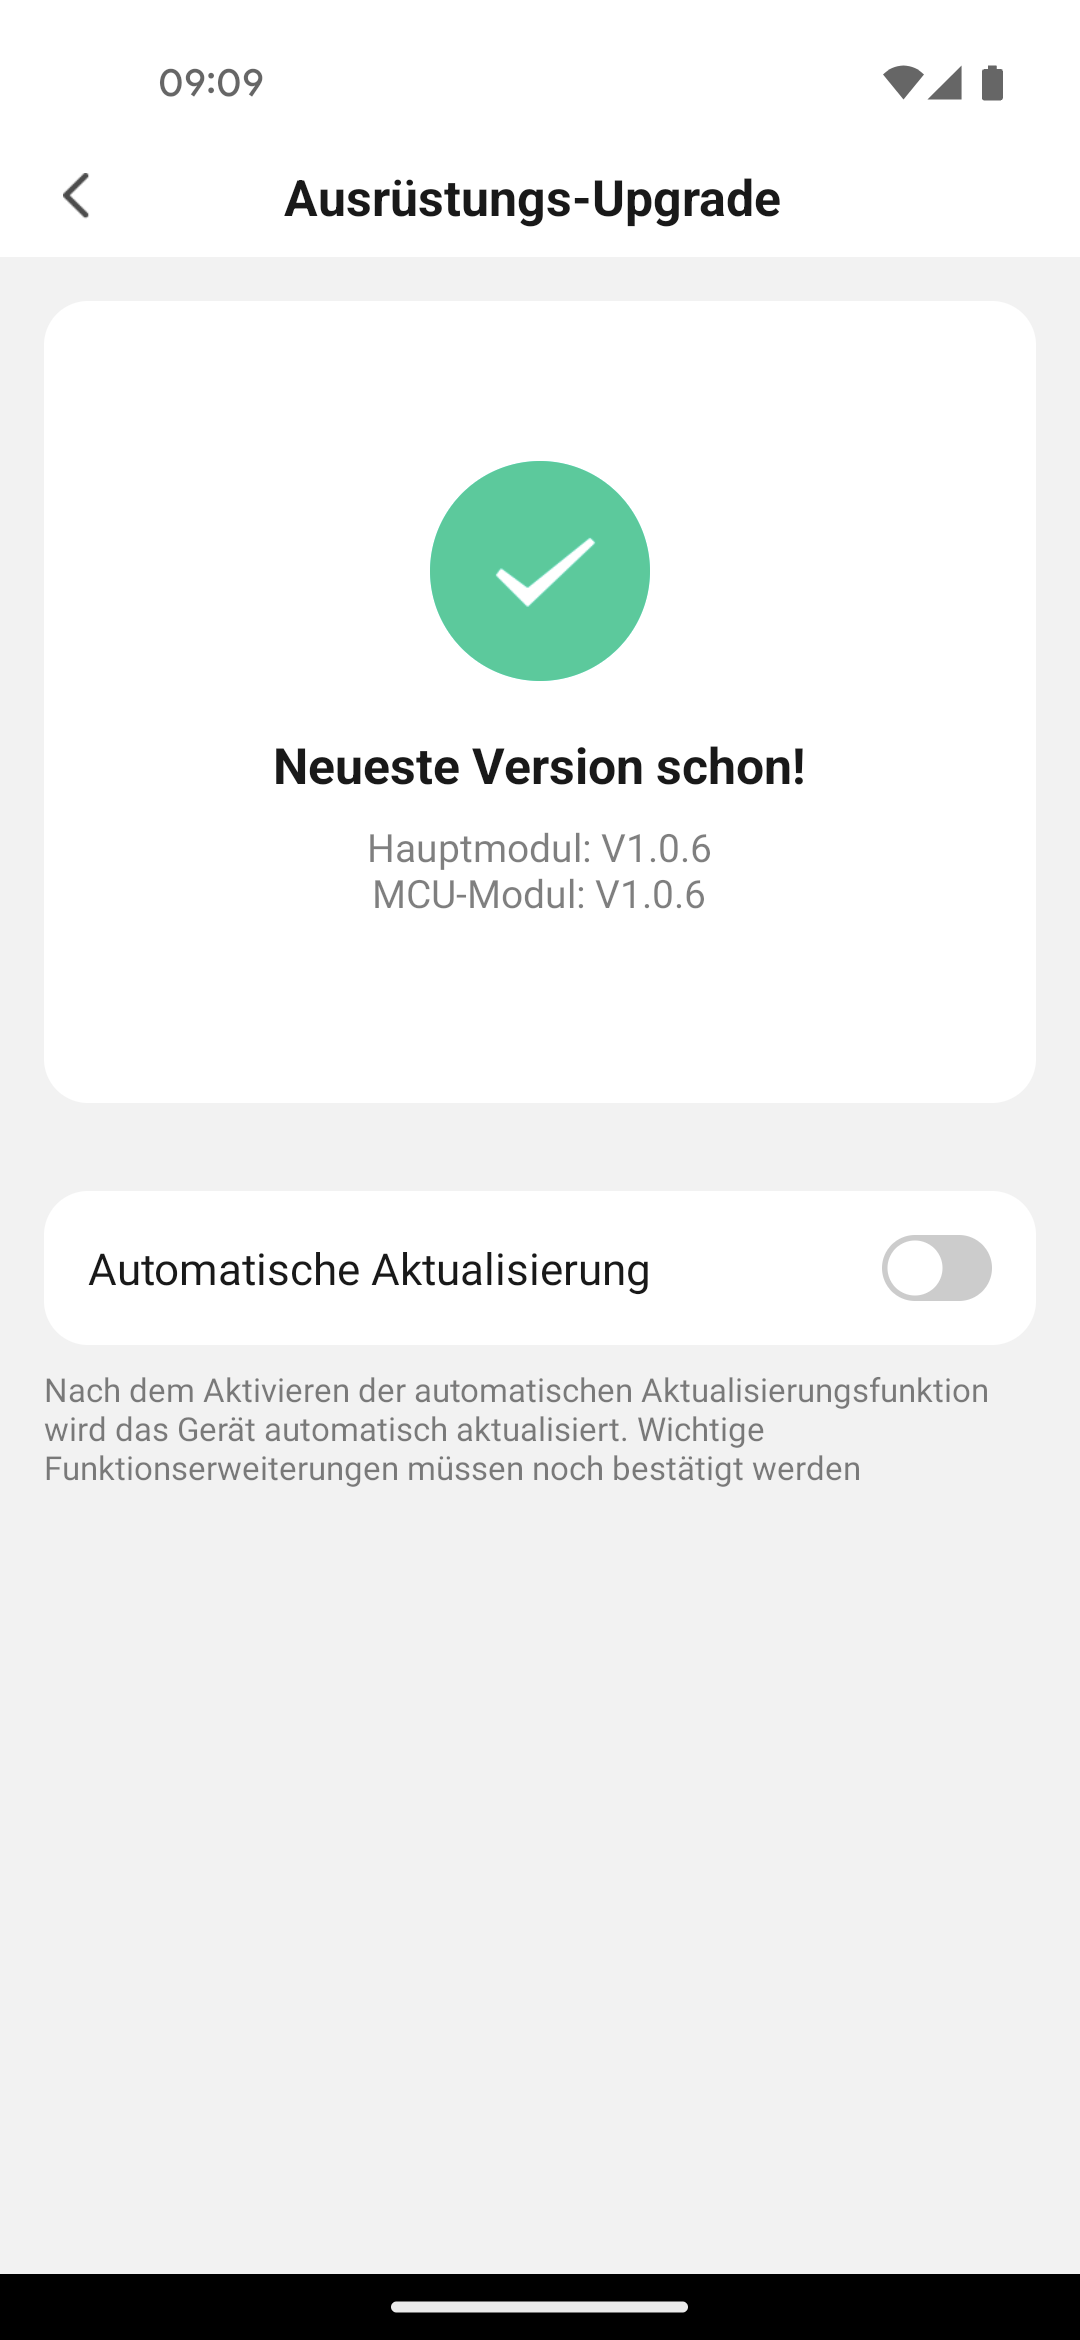 09:09
Ausrüstungs-Upgrade
Neueste Version schon!
Hauptmodul: V1.0.6
MCU-Modul: V1.0.6
Automatische Aktualisierung
Nach dem Aktivieren der automatischen Aktualisierungsfunktion
wird das Gerät automatisch aktualisiert. Wichtige
Funktionserweiterungen müssen noch bestätigt werden